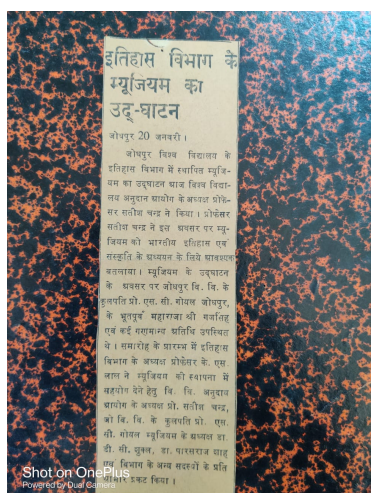 इतिहास विभाग के
म्यूजियम का
उद्-घाटन
जोधपुर 20 जनवरी ।
जोधपुर विश्व विद्यालय के
इतिहास विभाग में स्थापित म्यूजि-
यम का उद्घाटन आज विश्व विद्या-
लय अनुदान आयोग के अध्यक्ष प्रोफे-
सर सतीश चन्द्र ने किया । प्रोफेसर
सतीश चन्द्र ने इस अवसर पर म्यू-
जियम को भारतीय इतिहास एवं
संस्कृति के अध्ययन के लिये आवश्यक
बतलाया । म्यूजियम के उद्घाटन
के अवसर पर जोधपुर वि. वि. के
कुलपति प्रो. एस. सी. गोयल जोधपुर,
के भूतपूर्व महाराजा श्री गजसिंह
एवं कई गणमान्य अतिथि उपस्थित
थे । समारोह के प्रारम्भ में इतिहास
विभाग के अध्यक्ष प्रोफेसर के. एस.
लाल ने म्यूजियम की स्थापना में
सहयोग देने हेतु वि. वि. अनुदान
आयोग के अध्यक्ष प्रो. सतीश चन्द्र,
जो वि. वि. के कुलपति प्रो. एस.
सी. गोयल म्यूजियम के अध्यक्ष डा.
डी. सी. शुक्ल, डा. पारसराज शाह
एवं विभाग के अन्य सदस्यों के प्रति
आभार प्रकट किया ।
Shot on OnePlus
Powered by Dual Camera